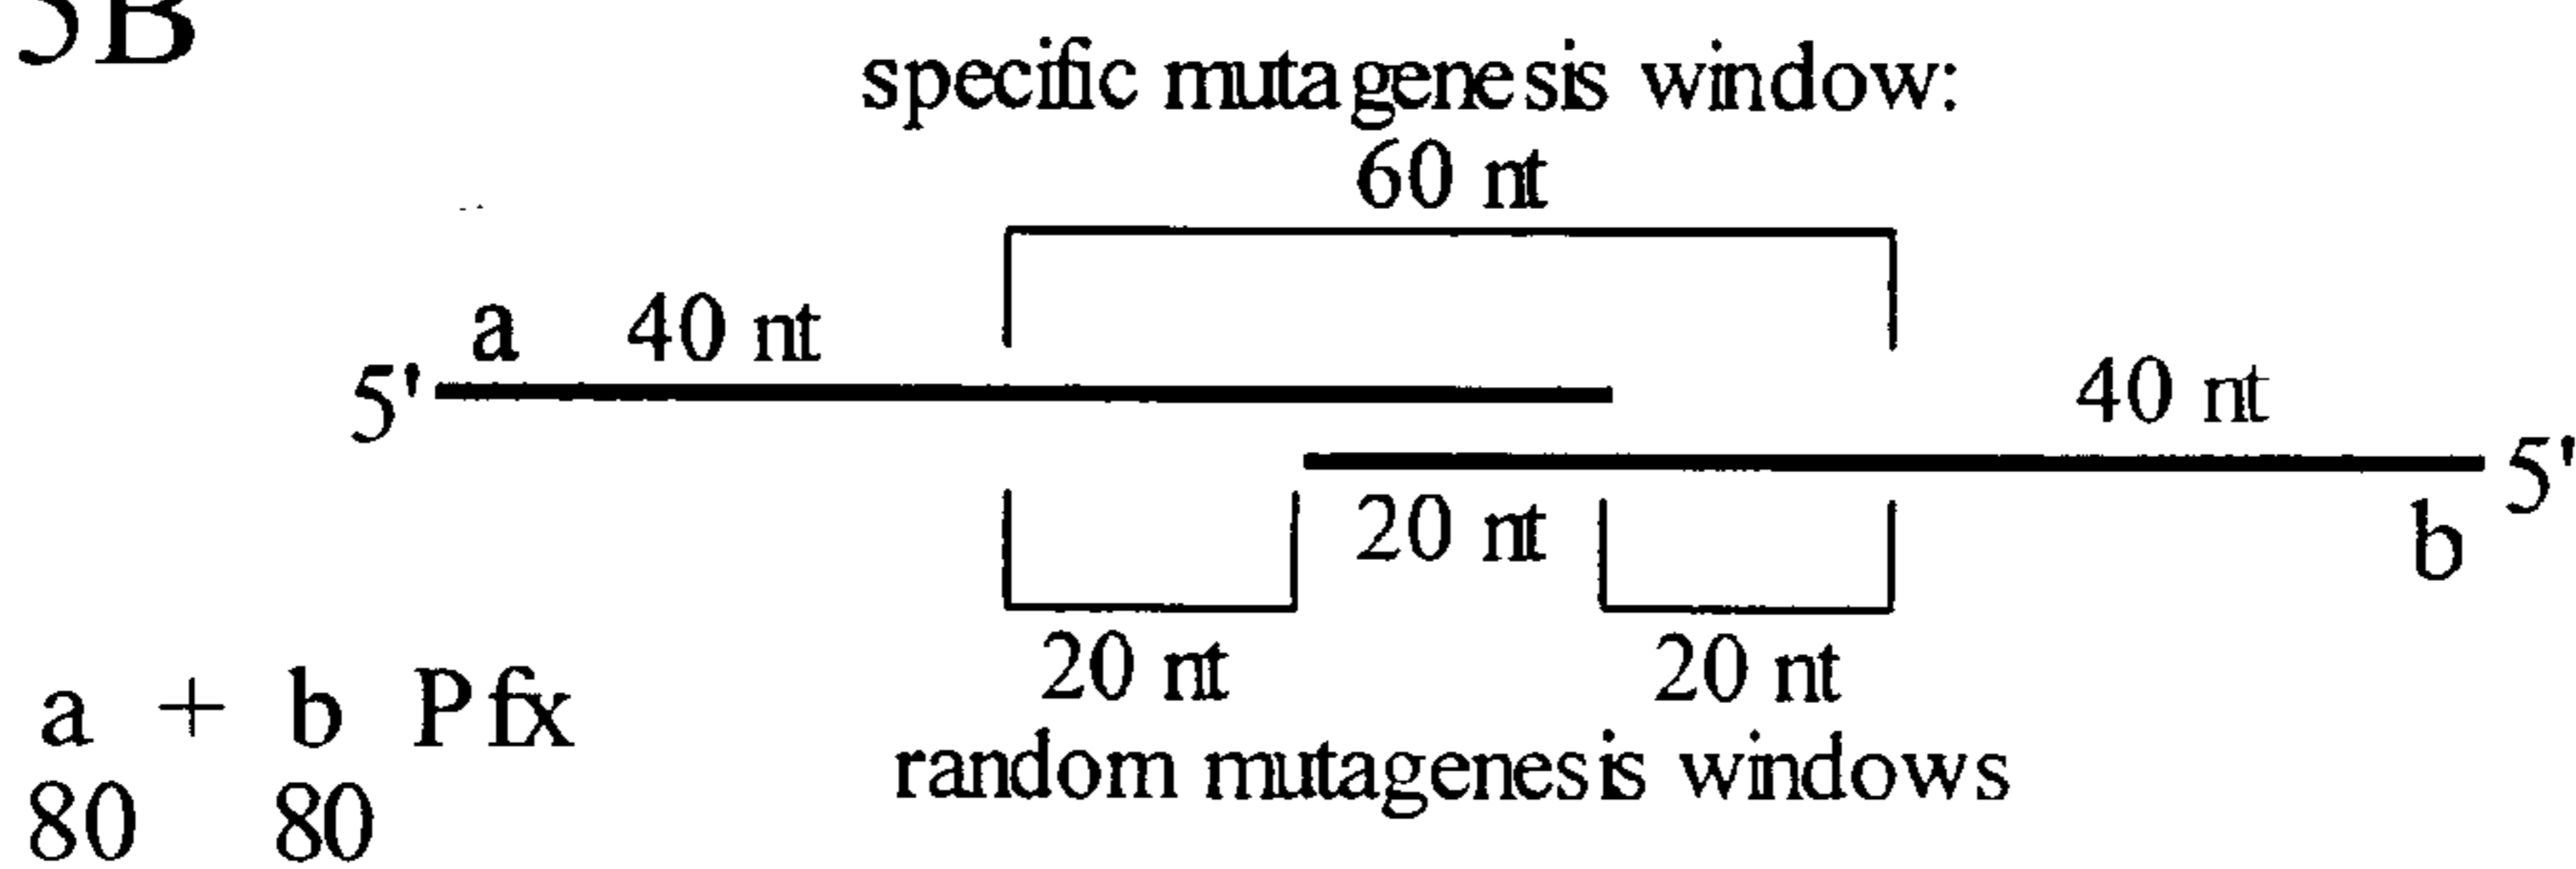 5B
specific mutagenesis window:
60 nt
a 40 nt
5'
40 nt
5'
20 nt
b
20 nt 20 nt
random mutagenesis windows
a + b Pfx
80 80